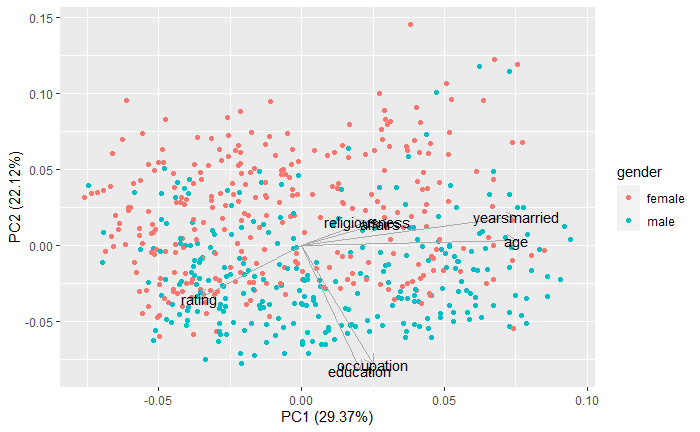 0.15
0.10
0.05
0.00
-0.05
PC2 (22.12%)
religiousness
affairs
yearsmarried
age
rating
occupation
education
-0.05
0.00
0.05
0.10
PC1 (29.37%)
gender
female
male